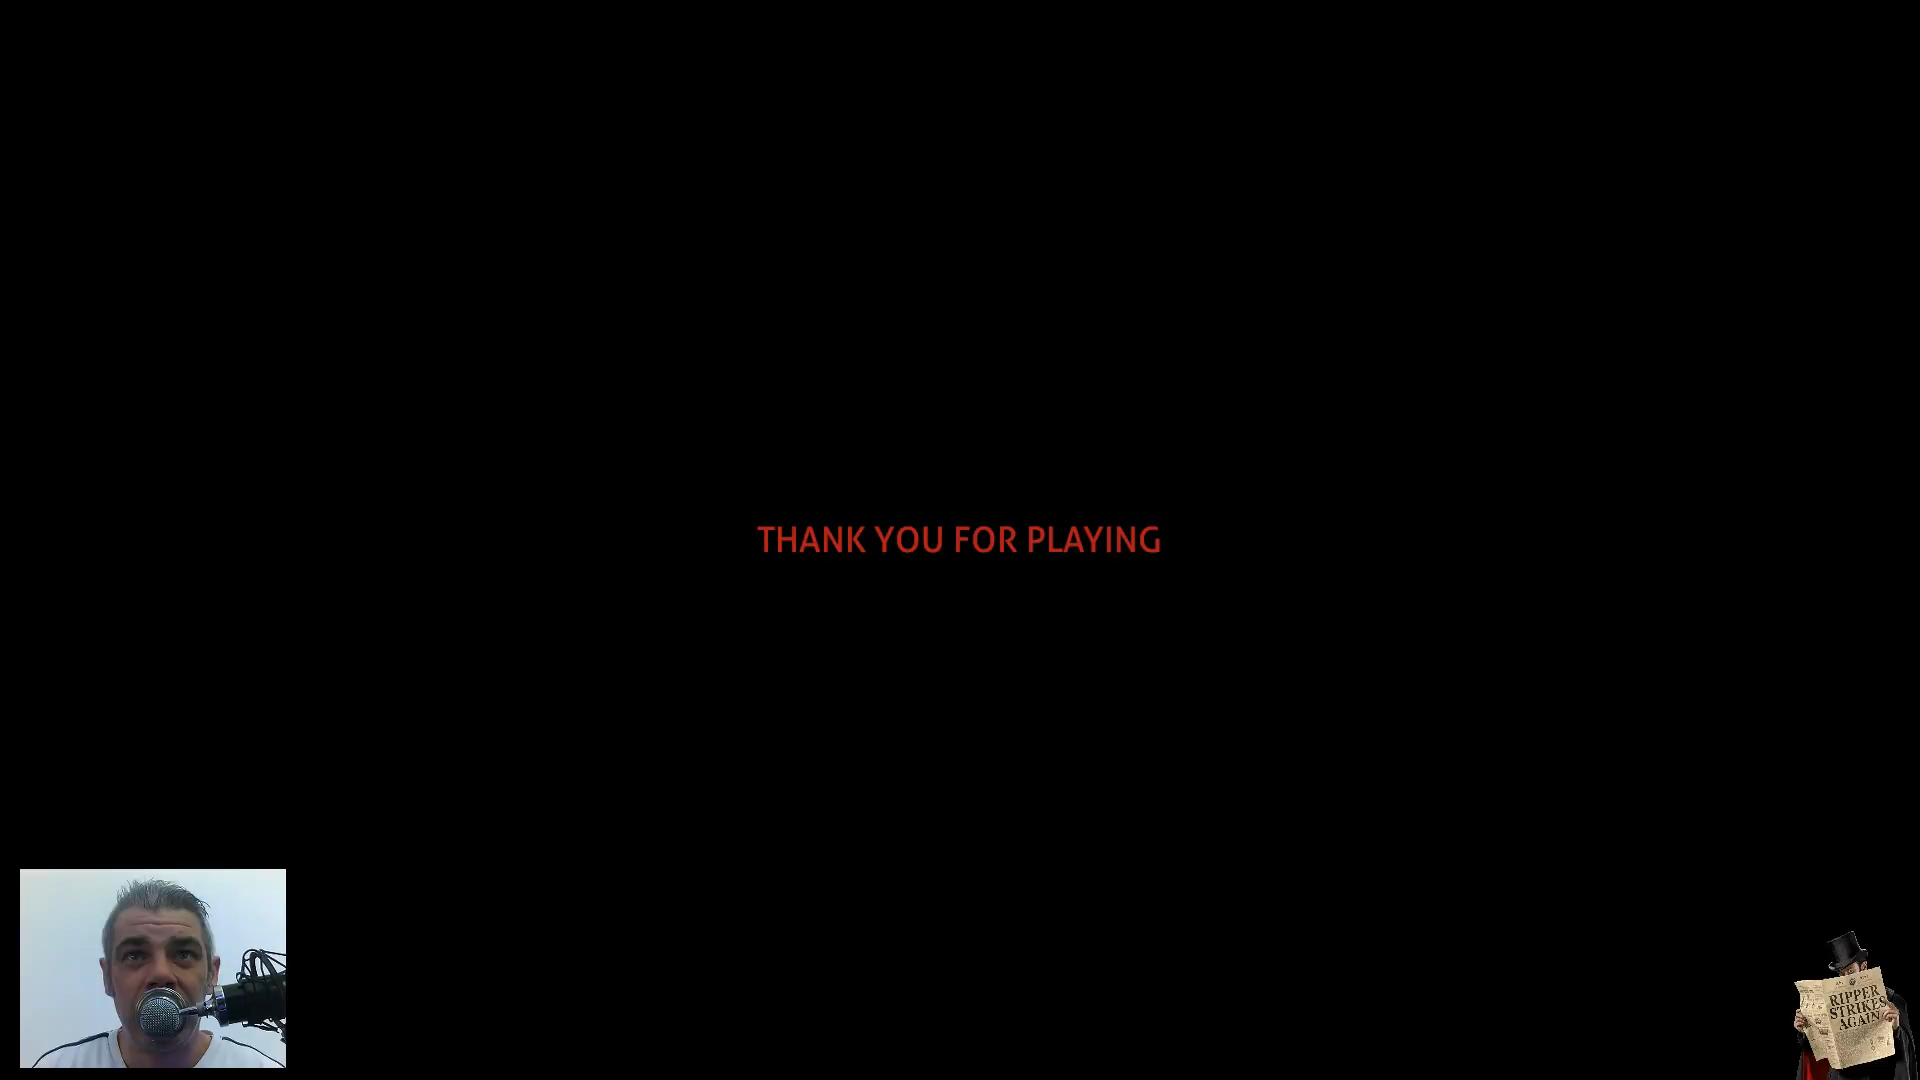 THANK YOU FOR PLAYING
RIPPER
STRIKES
AGAIN